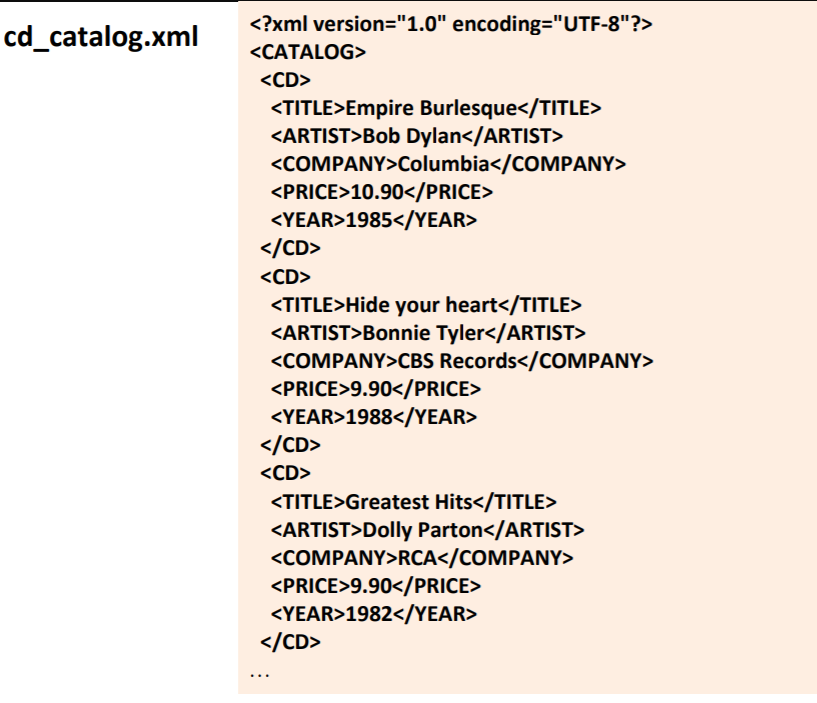 cd_catalog.xml
<?xml version="1.0" encoding="UTF-8"?>
<CATALOG>
<CD>
<TITLE>Empire Burlesque</TITLE>
<ARTIST>Bob Dylan</ARTIST>
<COMPANY>Columbia</COMPANY>
<PRICE>10.90</PRICE>
<YEAR>1985</YEAR>
</CD>
<CD>
<TITLE>Hide your heart</TITLE>
<ARTIST>Bonnie Tyler</ARTIST>
<COMPANY>CBS Records</COMPANY>
<PRICE>9.90</PRICE>
<YEAR>1988</YEAR>
</CD>
<CD>
<TITLE>Greatest Hits</TITLE>
<ARTIST>Dolly Parton</ARTIST>
<COMPANY>RCA</COMPANY>
<PRICE>9.90</PRICE>
<YEAR>1982</YEAR>
</CD>
...